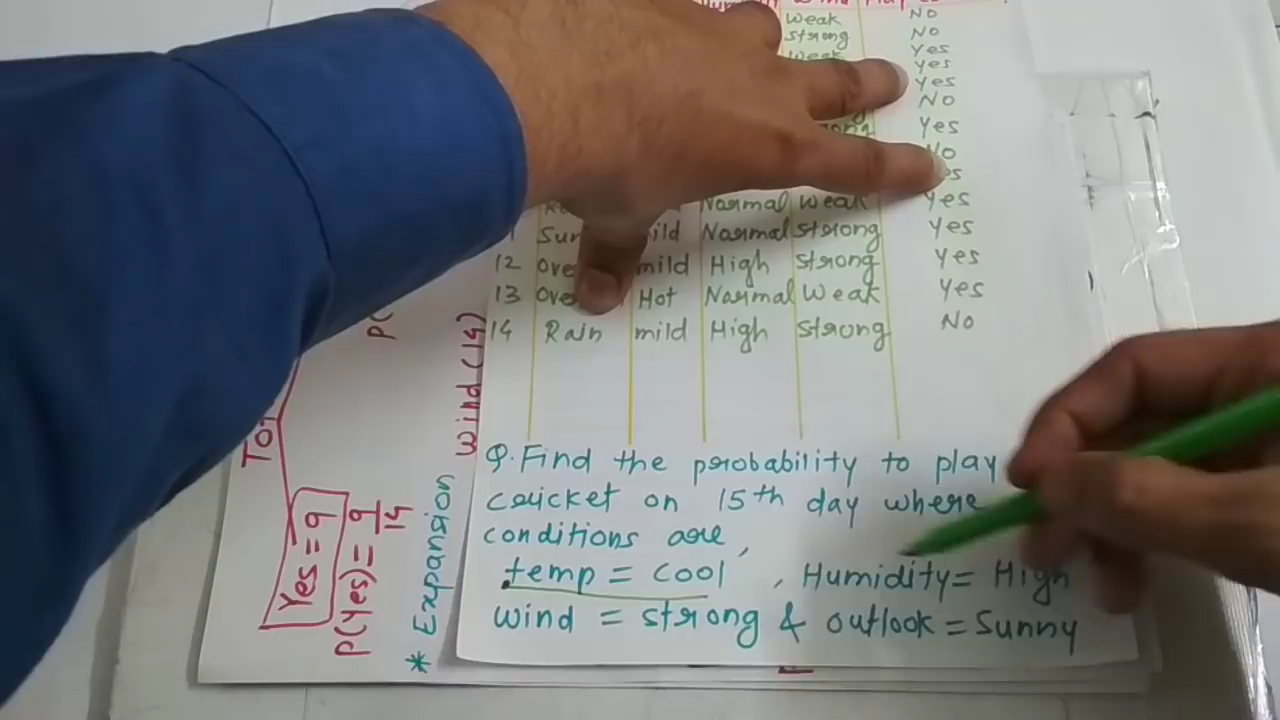 Wind Play
Weak No
Strong No
Weak Yes
Yes
Yes
No
Yes
No
Normal Weak Yes
Normal Strong Yes
12 mild High Strong Yes
13 Hot Normal Weak Yes
14 Rain mild High Strong No
Q. Find the probability to play
cricket on 15th day where
conditions are,
temp = cool , Humidity = High
wind = strong & outlook = Sunny
Yes = 9
P(Yes) = 9/14
* Expansion
wind (14)